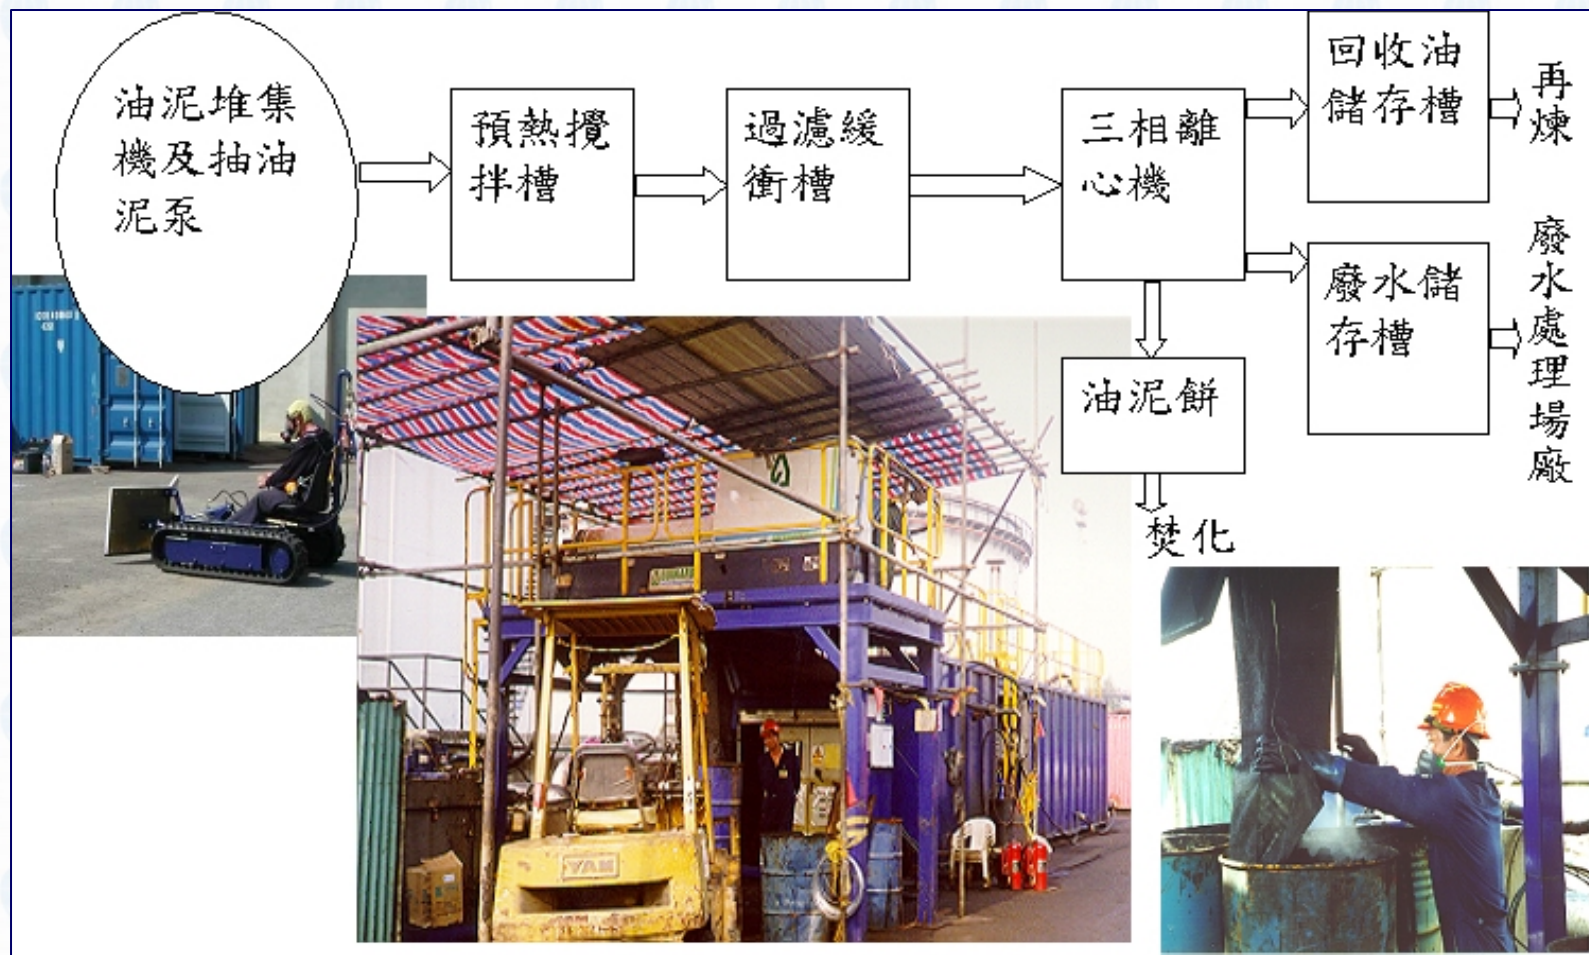 油泥堆集
機及抽油
泥泵
預熱攪
拌槽
過濾緩
衝槽
三相離
心機
回收油
儲存槽
再煉
廢水儲
存槽
廢水處理場廠
油泥餅
焚化
YAM